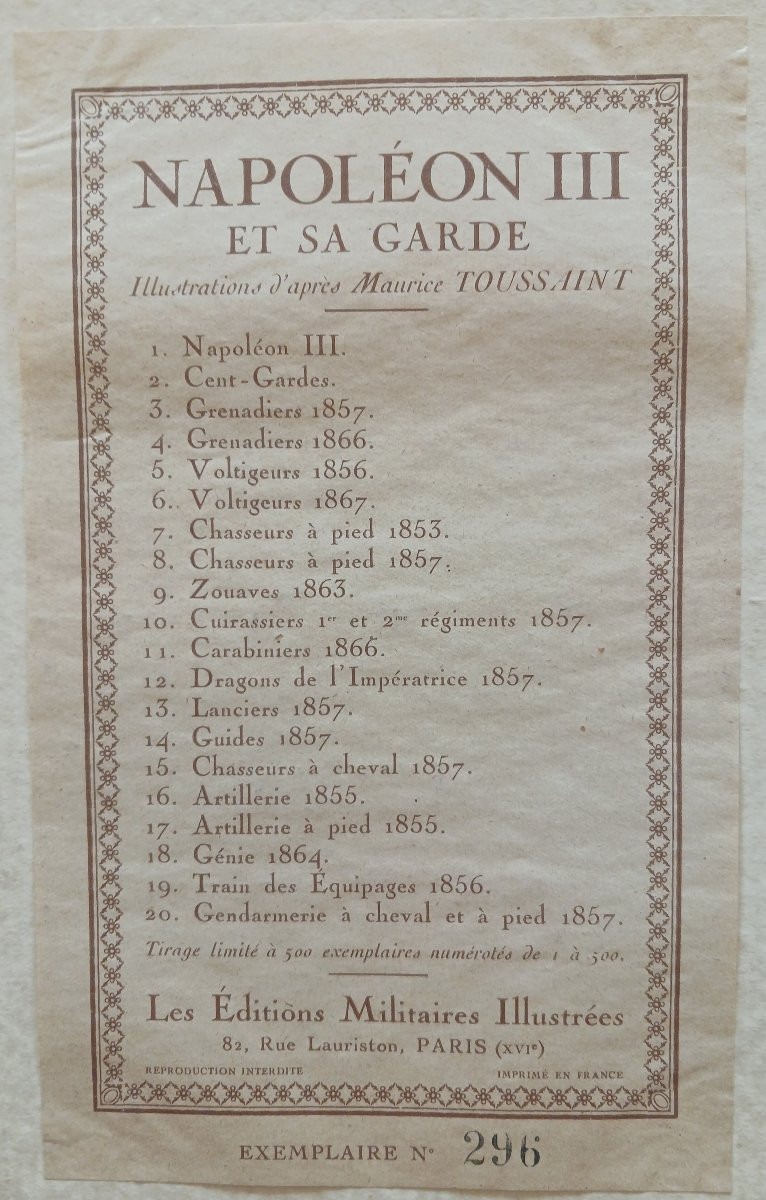 NAPOLÉON III
ET SA GARDE
Illustrations d'après Maurice TOUSSAINT
1. Napoléon III.
2. Cent-Gardes.
3. Grenadiers 1857.
4. Grenadiers 1866.
5. Voltigeurs 1856.
6. Voltigeurs 1867.
7. Chasseurs à pied 1853.
8. Chasseurs à pied 1857.
9. Zouaves 1863.
10. Cuirassiers 1er et 2me régiments 1857.
11. Carabiniers 1866.
12. Dragons de l'Impératrice 1857.
13. Lanciers 1857.
14. Guides 1857.
15. Chasseurs à cheval 1857.
16. Artillerie 1855.
17. Artillerie à pied 1855.
18. Génie 1864.
19. Train des Équipages 1856.
20. Gendarmerie à cheval et à pied 1857.
Tirage limité à 500 exemplaires numérotés de 1 à 500.
Les Éditions Militaires Illustrées
82, Rue Lauriston, PARIS (XVIe)
REPRODUCTION INTERDITE IMPRIMÉ EN FRANCE
EXEMPLAIRE N° 296